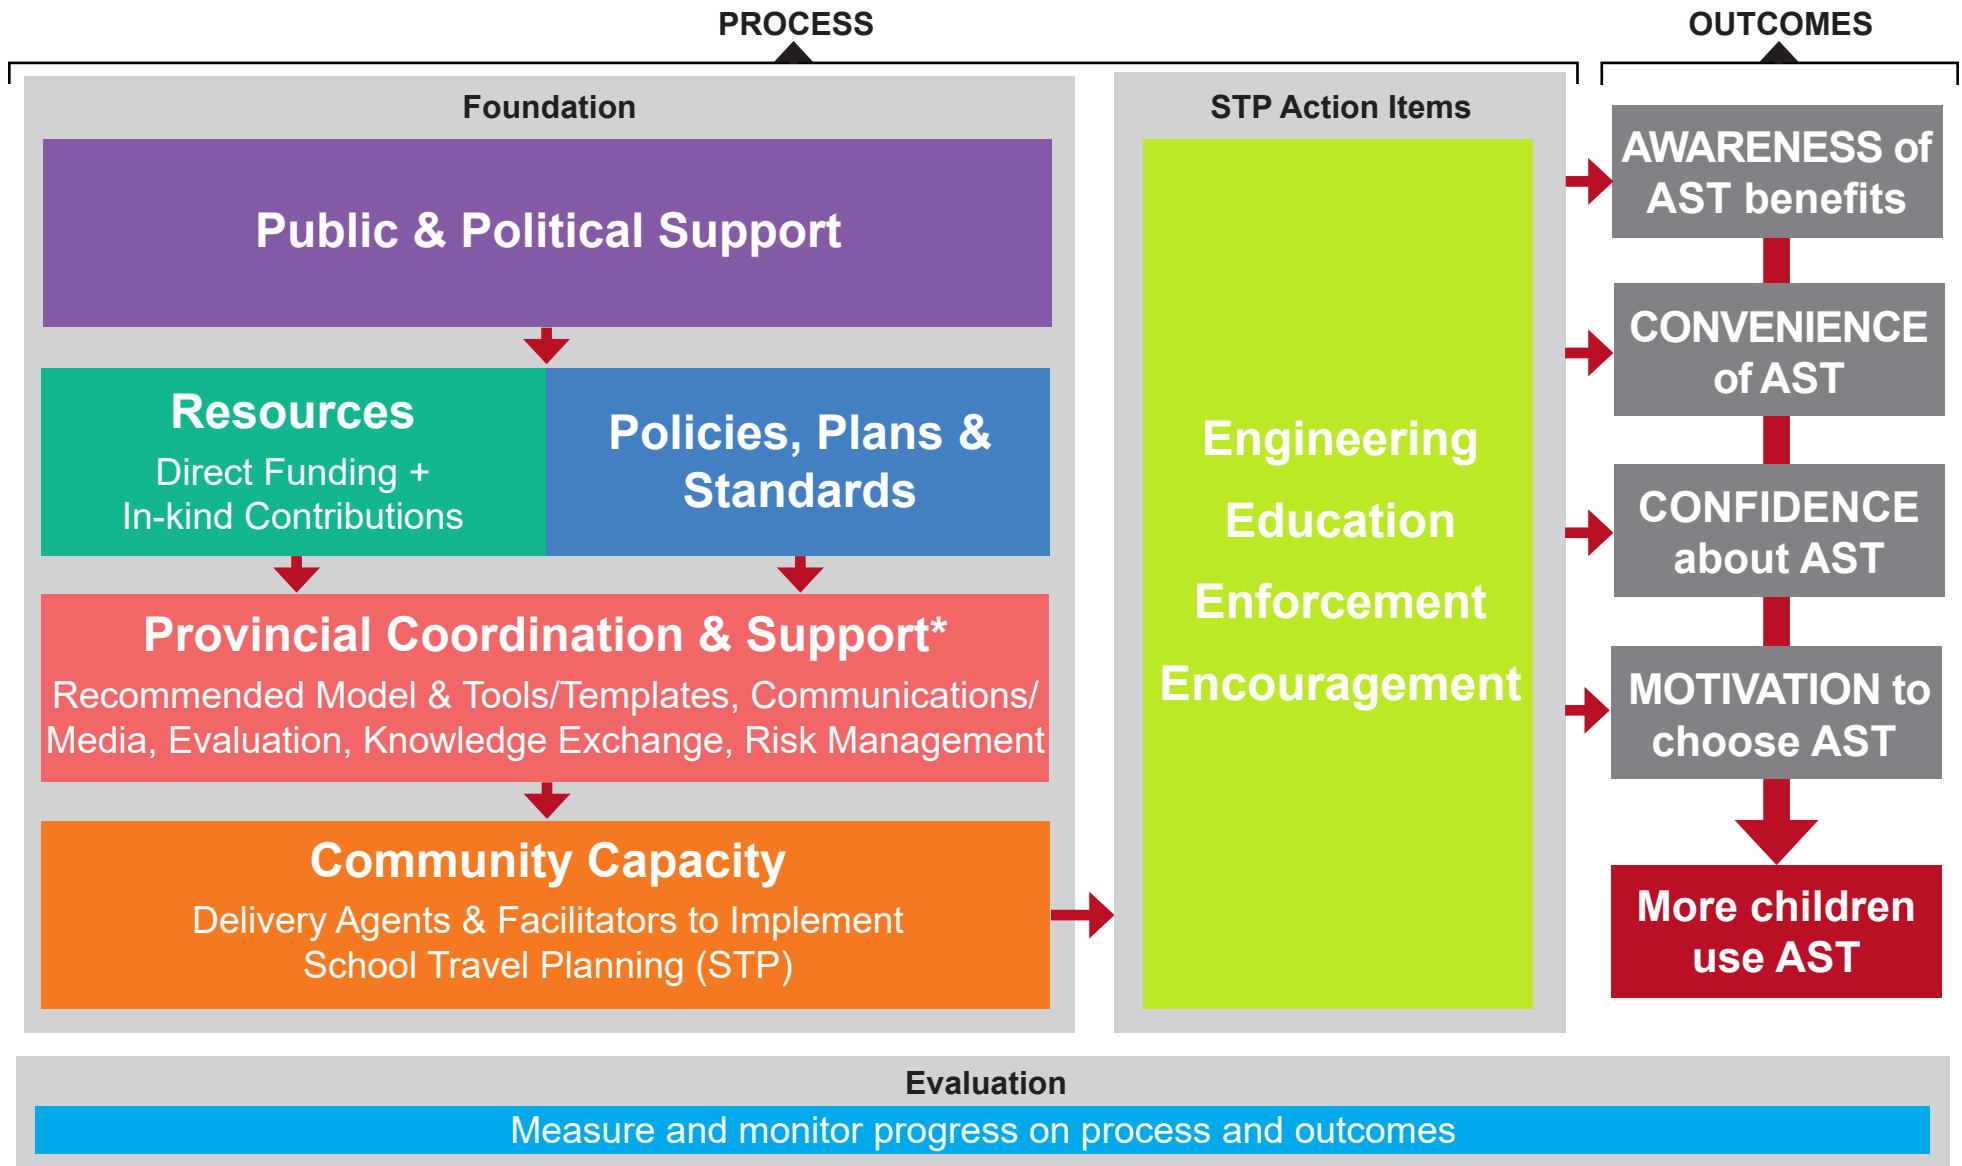 PROCESS
OUTCOMES
Foundation
Public & Political Support
Resources
Direct Funding +
In-kind Contributions
Policies, Plans &
Standards
Provincial Coordination & Support*
Recommended Model & Tools/Templates, Communications/
Media, Evaluation, Knowledge Exchange, Risk Management
Community Capacity
Delivery Agents & Facilitators to Implement
School Travel Planning (STP)
STP Action Items
Engineering
Education
Enforcement
Encouragement
AWARENESS of
AST benefits
CONVENIENCE
of AST
CONFIDENCE
about AST
MOTIVATION to
choose AST
More children
use AST
Evaluation
Measure and monitor progress on process and outcomes